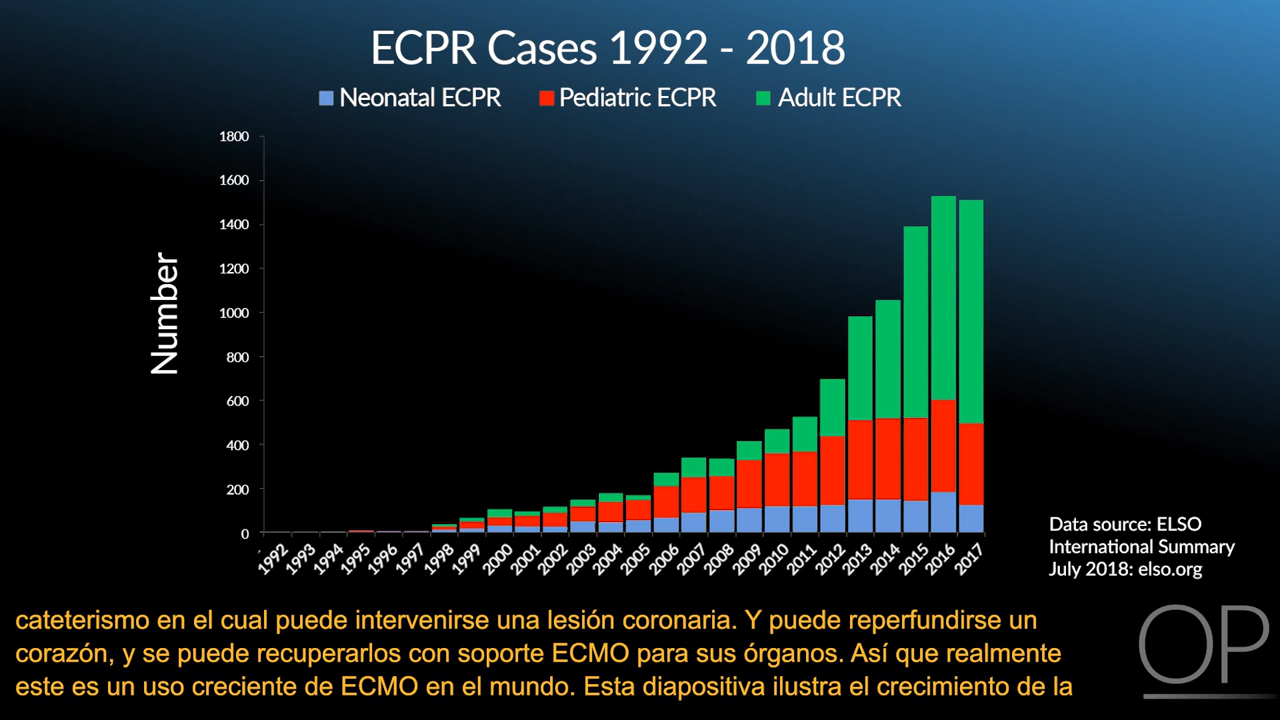 ECPR Cases 1992 - 2018
Neonatal ECPR Pediatric ECPR Adult ECPR
Number
1800
1600
1400
1200
1000
800
600
400
200
0
1992 1993 1994 1995 1996 1997 1998 1999 2000 2001 2002 2003 2004 2005 2006 2007 2008 2009 2010 2011 2012 2013 2014 2015 2016 2017
Data source: ELSO
International Summary
July 2018: elso.org
cateterismo en el cual puede intervenirse una lesión coronaria. Y puede reperfundirse un
corazón, y se puede recuperarlos con soporte ECMO para sus órganos. Así que realmente
este es un uso creciente de ECMO en el mundo. Esta diapositiva ilustra el crecimiento de la
OP